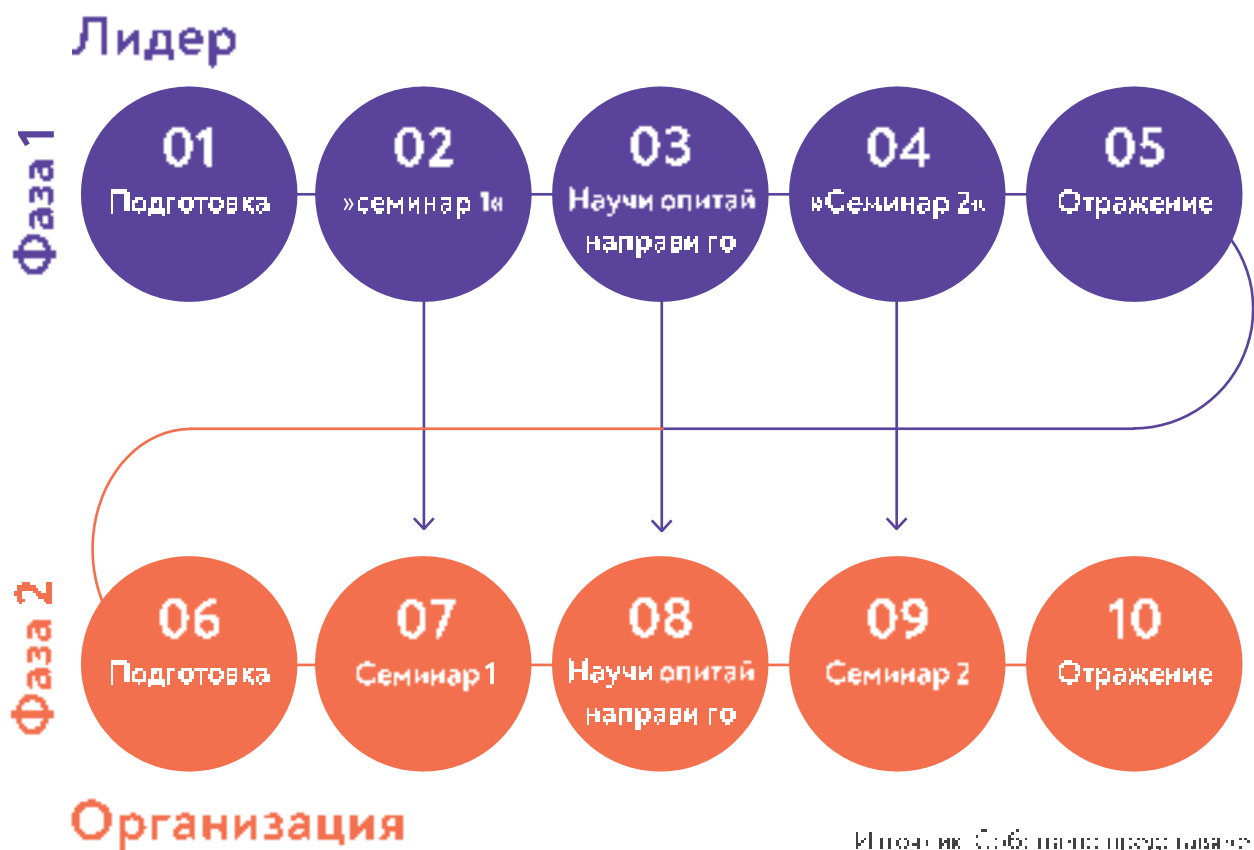 Лидер
Фаза 1
01
Подготовка
02
»семинар 1«
03
Научи опитай
направи го
04
»Семинар 2«
05
Отражение
Фаза 2
06
Подготовка
07
Семинар 1
08
Научи опитай
направи го
09
Семинар 2
10
Отражение
Организация